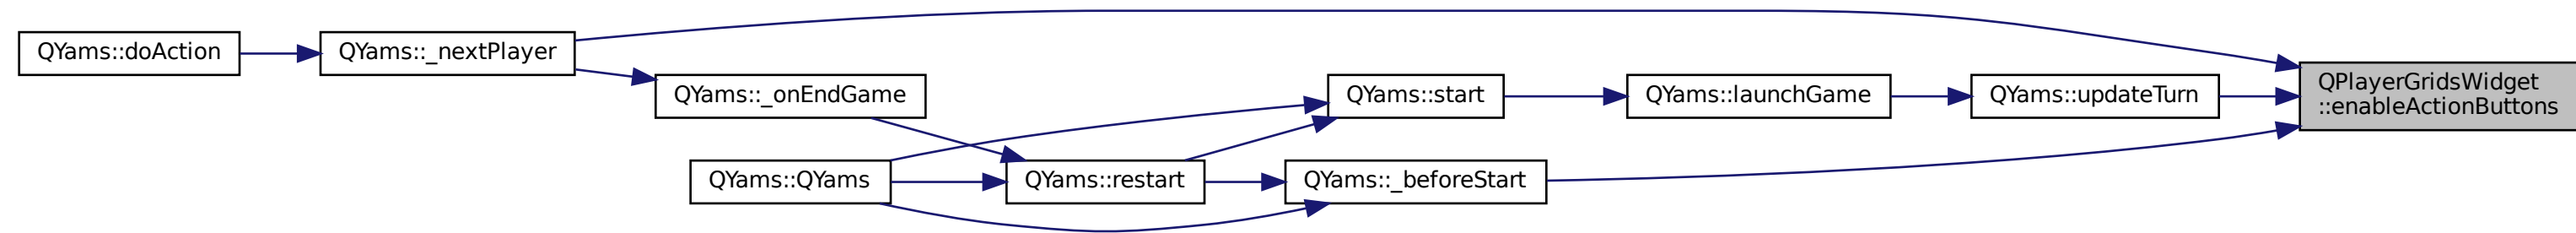 QYams::doAction
QYams::_nextPlayer
QYams::_onEndGame
QYams::start
QYams::launchGame
QYams::updateTurn
QPlayerGridsWidget
::enableActionButtons
QYams::QYams
QYams::restart
QYams::_beforeStart